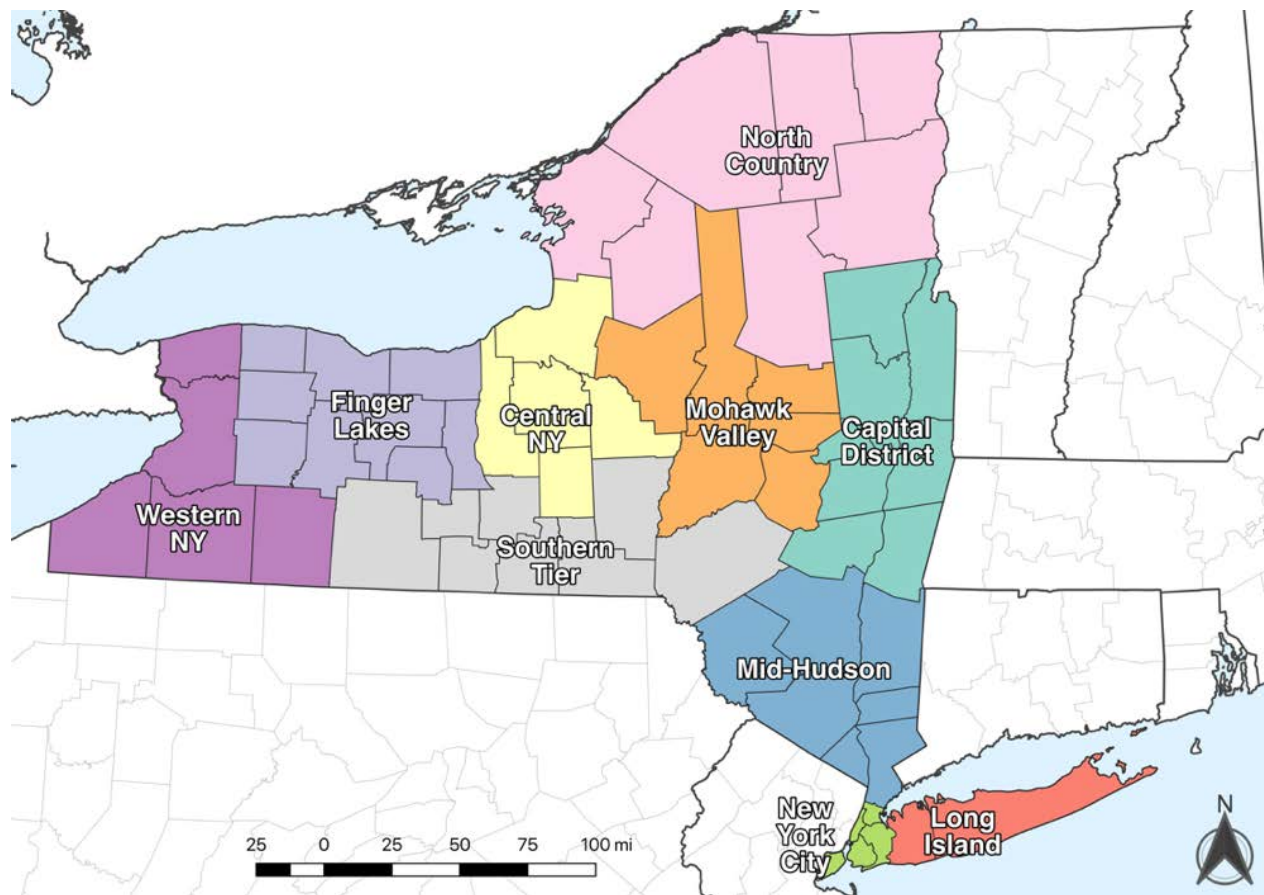 North
Country
Finger
Lakes
Central
NY
Mohawk
Valley
Capital
District
Western
NY
Southern
Tier
Mid-Hudson
New
York
City
Long
Island
N
25 0 25 50 75 100 mi